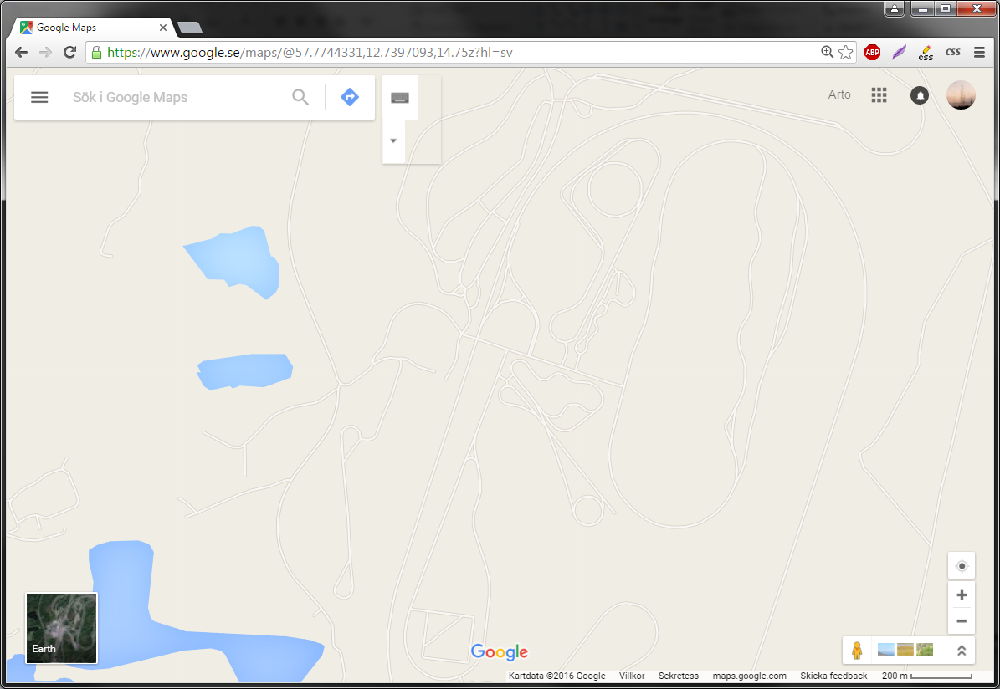 Google Maps
https://www.google.se/maps/@57.7744331,12.7397093,14.75z?hl=sv
ABP
css
css
Sök i Google Maps
Arto
Earth
Google
Kartdata ©2016 Google Villkor Sekretess maps.google.com Skicka feedback 200 m